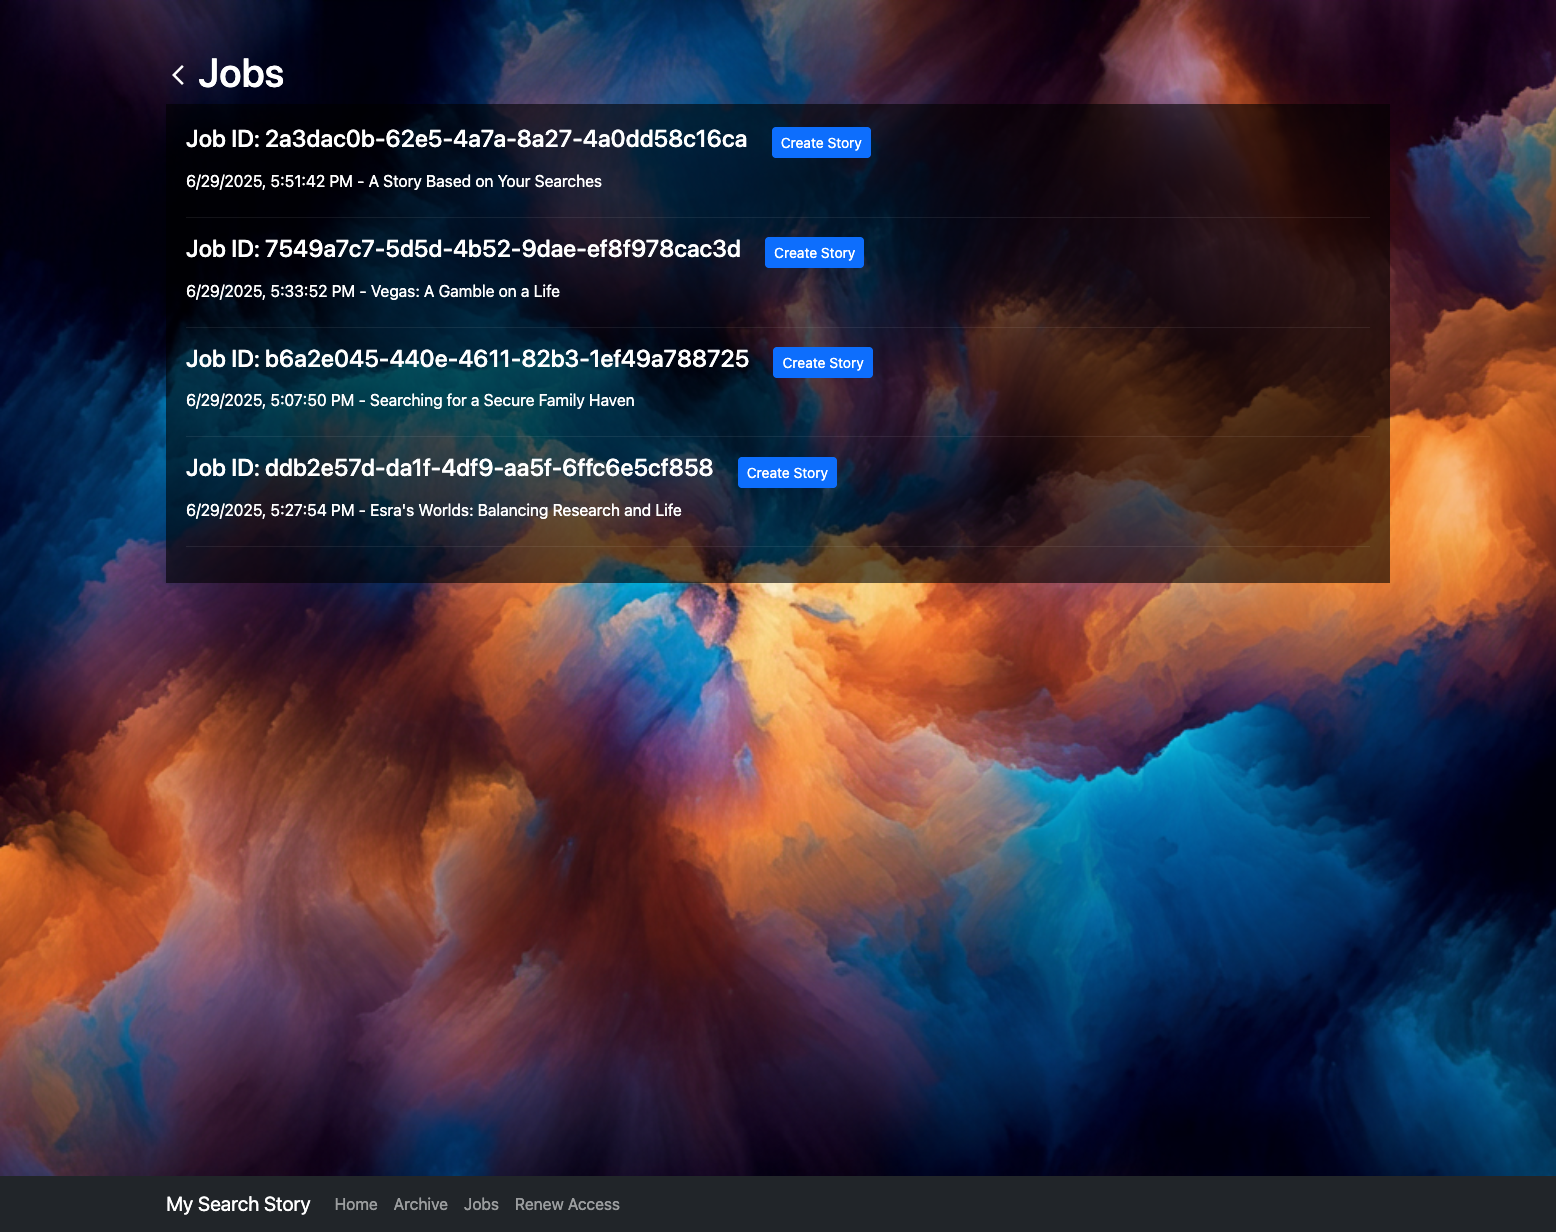 Jobs
Job ID: 2a3dac0b-62e5-4a7a-8a27-4a0dd58c16ca Create Story
6/29/2025, 5:51:42 PM - A Story Based on Your Searches
Job ID: 7549a7c7-5d5d-4b52-9dae-ef8f978cac3d Create Story
6/29/2025, 5:33:52 PM - Vegas: A Gamble on a Life
Job ID: b6a2e045-440e-4611-82b3-1ef49a788725 Create Story
6/29/2025, 5:07:50 PM - Searching for a Secure Family Haven
Job ID: ddb2e57d-da1f-4df9-aa5f-6ffc6e5cf858 Create Story
6/29/2025, 5:27:54 PM - Esra's Worlds: Balancing Research and Life
My Search Story Home Archive Jobs Renew Access